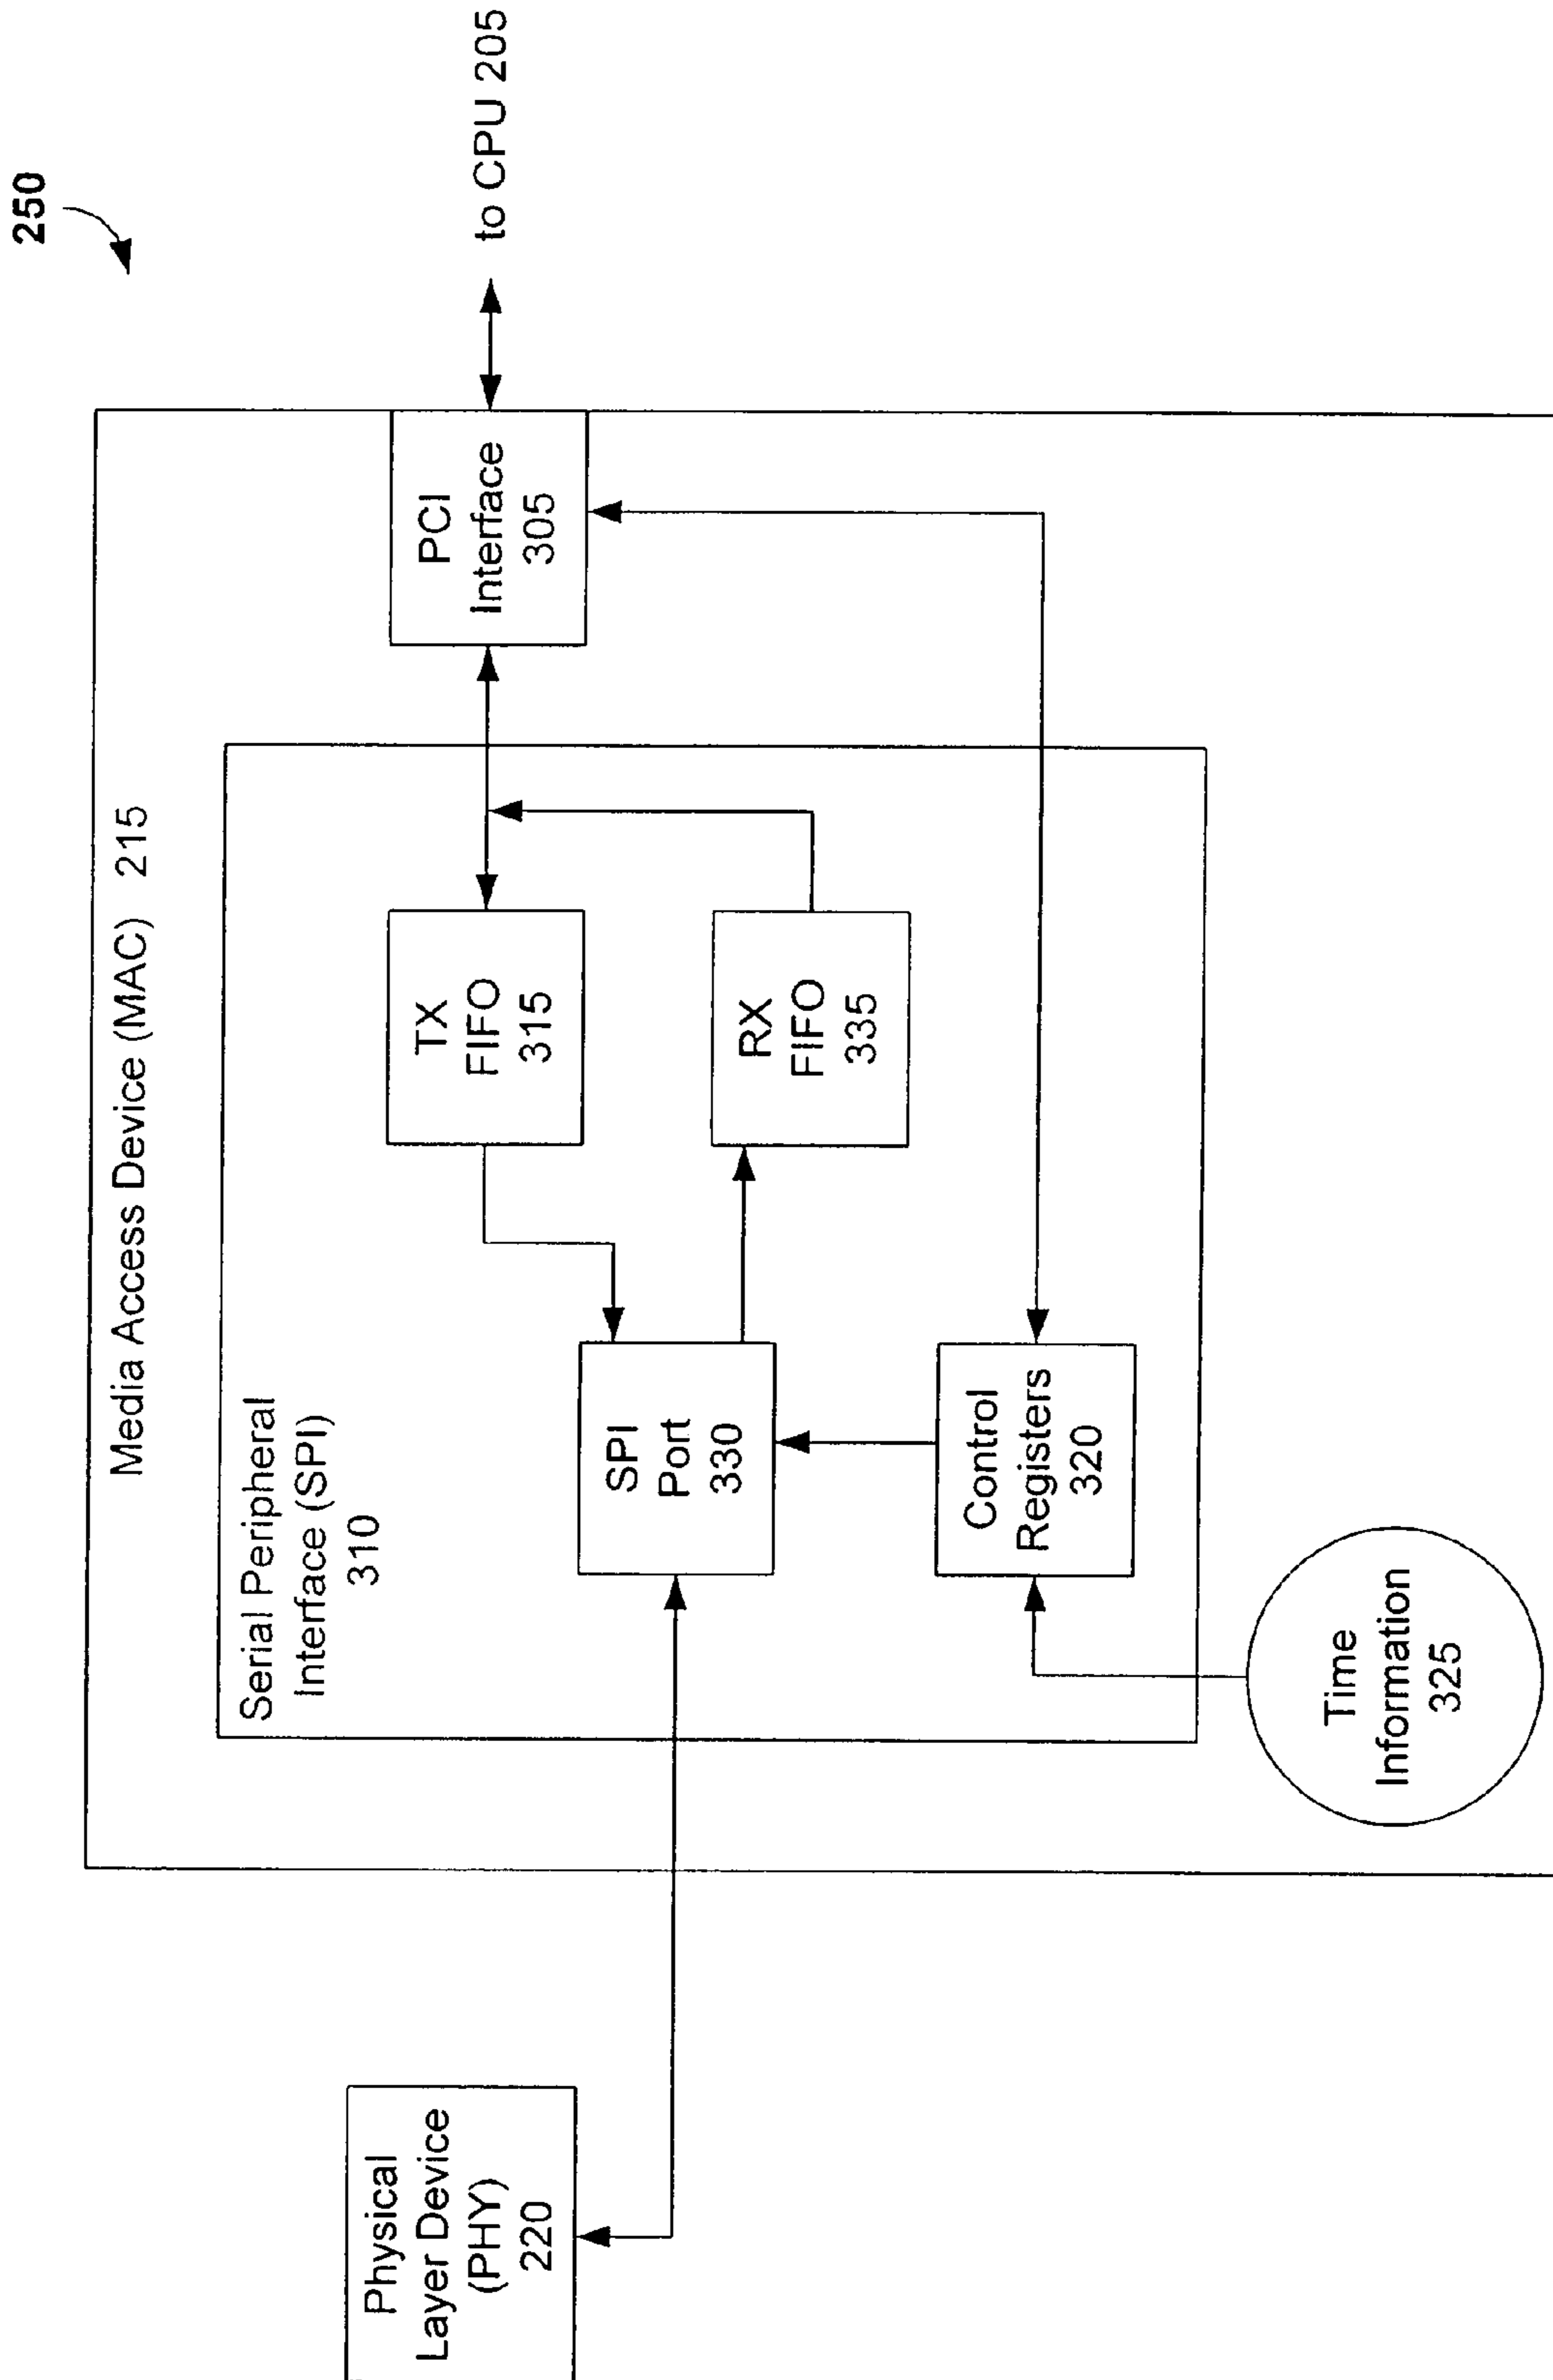 250
Media Access Device (MAC) 215
Serial Peripheral
Interface (SPI)
310
Physical
Layer Device
(PHY)
220
TX
FIFO
315
PCI
Interface
305
to CPU 205
SPI
Port
330
RX
FIFO
335
Control
Registers
320
Time
Information
325